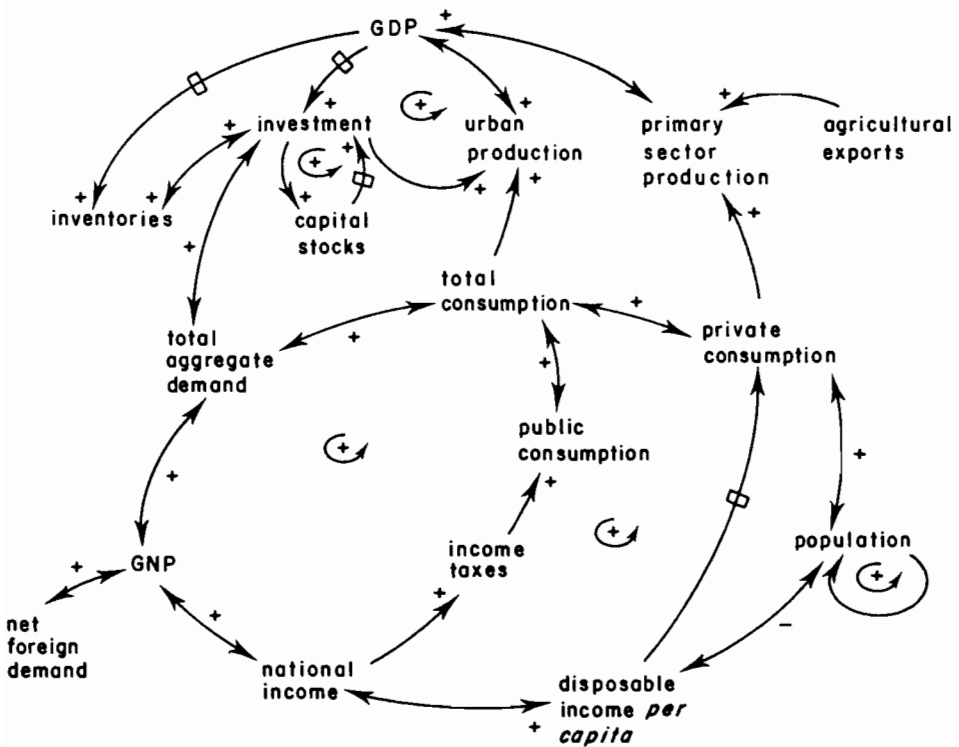 GDP
investment
urban
production
primary
sector
production
agricultural
exports
inventories
capital
stocks
total
consumption
total
aggregate
demand
private
consumption
public
consumption
GNP
income
taxes
population
net
foreign
demand
national
income
disposable
income per
capita